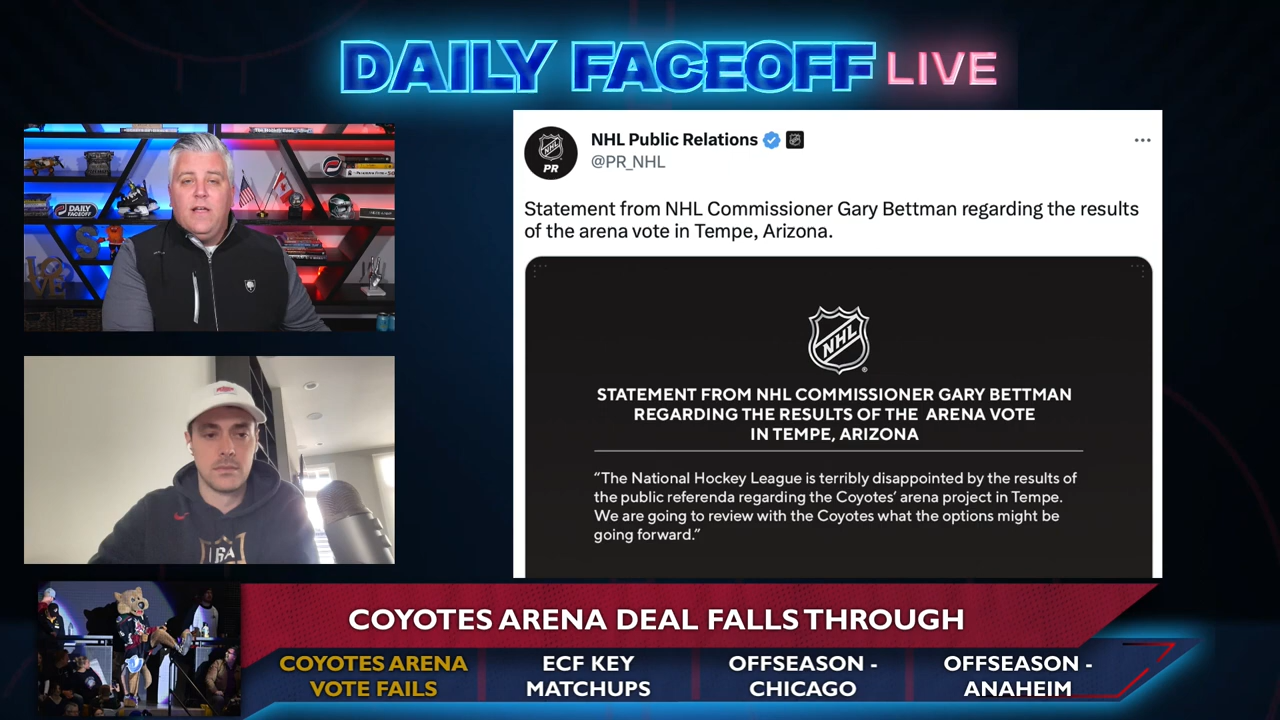 DAILY FACEOFF LIVE
DAILY
FACEOFF
NHL Public Relations
@PR_NHL
PR
Statement from NHL Commissioner Gary Bettman regarding the results
of the arena vote in Tempe, Arizona.
NHL
STATEMENT FROM NHL COMMISSIONER GARY BETTMAN
REGARDING THE RESULTS OF THE ARENA VOTE
IN TEMPE, ARIZONA
“The National Hockey League is terribly disappointed by the results of
the public referenda regarding the Coyotes’ arena project in Tempe.
We are going to review with the Coyotes what the options might be
going forward.”
COYOTES ARENA DEAL FALLS THROUGH
COYOTES ARENA
VOTE FAILS
ECF KEY
MATCHUPS
OFFSEASON -
CHICAGO
OFFSEASON -
ANAHEIM